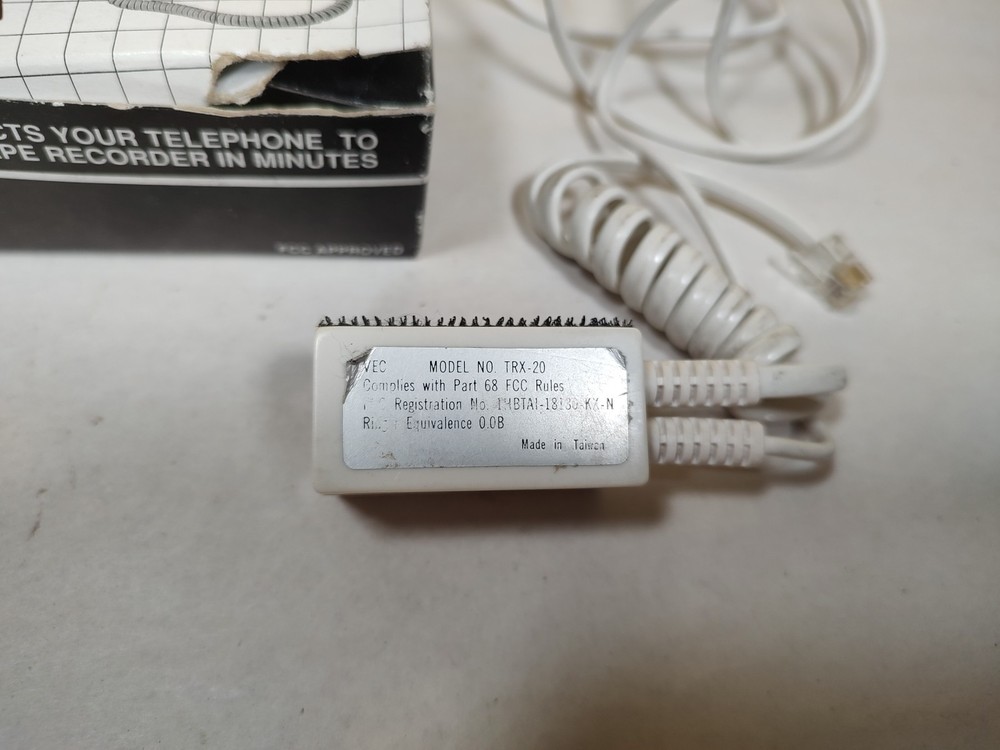 CTS YOUR TELEPHONE TO
PE RECORDER IN MINUTES
FCC APPROVED
VEC MODEL NO. TRX-20
Complies with Part 68 FCC Rules
Registration No.
Equivalence 0.0B
Made in Taiwan